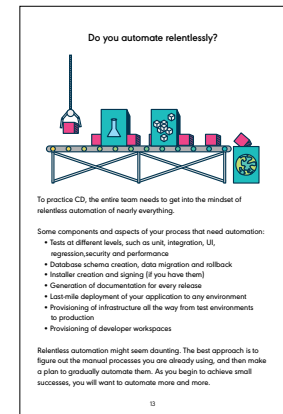 Do you automate relentlessly?
To practice CD, the entire team needs to get into the mindset of
relentless automation of nearly everything.
Some components and aspects of your process that need automation:
• Tests at different levels, such as unit, integration, UI,
regression,security and performance
• Database schema creation, data migration and rollback
• Installer creation and signing (if you have them)
• Generation of documentation for every release
• Last-mile deployment of your application to any environment
• Provisioning of infrastructure all the way from test environments
to production
• Provisioning of developer workspaces
Relentless automation might seem daunting. The best approach is to
figure out the manual processes you are already using, and then make
a plan to gradually automate them. As you begin to achieve small
successes, you will want to automate more and more.
13